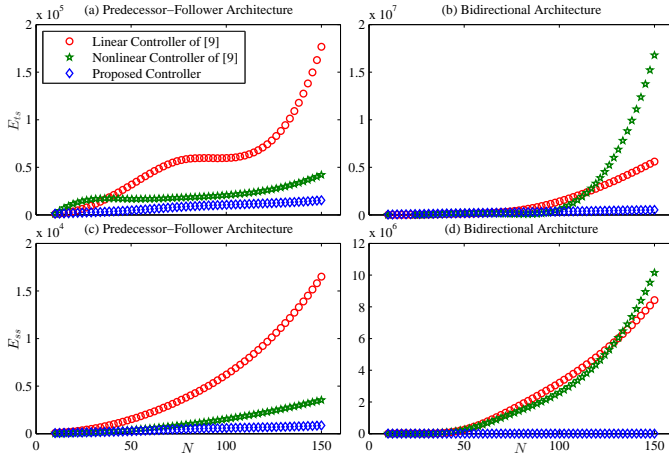 (a) Predecessor−Follower Architecture
x 10^5
2
1.5
1
0.5
0
E_ts
Linear Controller of [9]
Nonlinear Controller of [9]
Proposed Controller
(b) Bidirectional Architecture
x 10^7
2
1.5
1
0.5
0
(c) Predecessor−Follower Architecture
x 10^4
2
1.5
1
0.5
0
E_ss
0 50 N 100 150
(d) Bidirectional Architecture
x 10^6
10
8
6
4
2
0
0 50 N 100 150